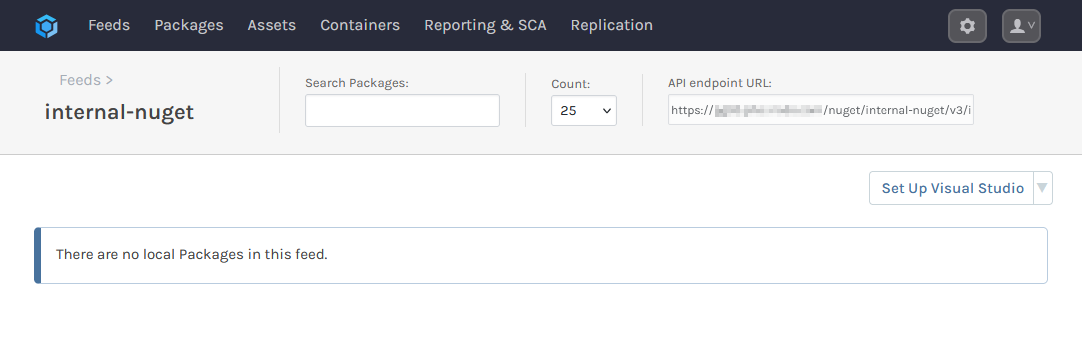 Feeds Packages Assets Containers Reporting & SCA Replication
Feeds >
internal-nuget
Search Packages:
Count:
25
API endpoint URL:
https:// /nuget/internal-nuget/v3/i
Set Up Visual Studio
There are no local Packages in this feed.